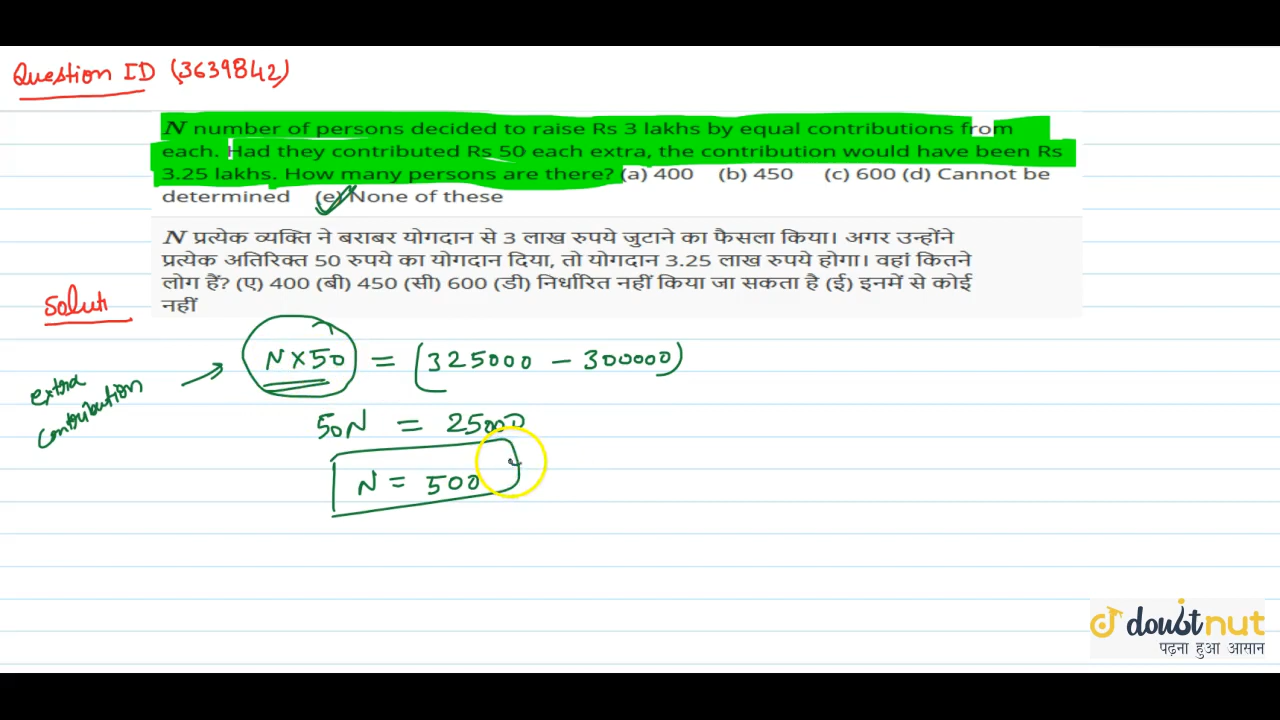 Question ID (3639842)
N number of persons decided to raise Rs 3 lakhs by equal contributions from
each. Had they contributed Rs 50 each extra, the contribution would have been Rs
3.25 lakhs. How many persons are there? (a) 400 (b) 450 (c) 600 (d) Cannot be
determined (e) None of these
N प्रत्येक व्यक्ति ने बराबर योगदान से 3 लाख रुपये जुटाने का फैसला किया। अगर उन्होंने
प्रत्येक अतिरिक्त 50 रुपये का योगदान दिया, तो योगदान 3.25 लाख रुपये होगा। वहां कितने
लोग हैं? (ए) 400 (बी) 450 (सी) 600 (डी) निर्धारित नहीं किया जा सकता है (ई) इनमें से कोई
नहीं
Soluti
N×50 = (325000 - 300000)
extra
contribution
50N = 25000
N = 500
doubtnut
पढ़ना हुआ आसान